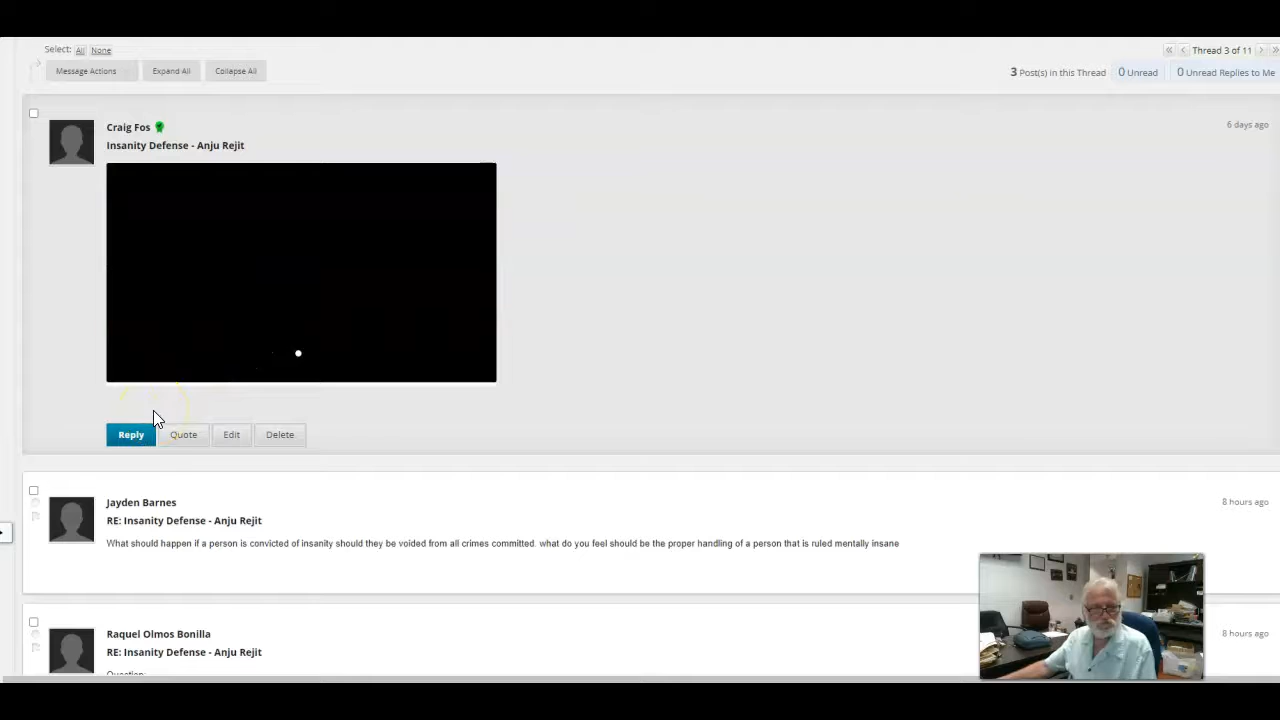 Select: All None
« < Thread 3 of 11 > »
Message Actions Expand All Collapse All
3 Post(s) in this Thread 0 Unread 0 Unread Replies to Me
Craig Fos
6 days ago
Insanity Defense - Anju Rejit
Reply Quote Edit Delete
Jayden Barnes
8 hours ago
RE: Insanity Defense - Anju Rejit
What should happen if a person is convicted of insanity should they be voided from all crimes committed. what do you feel should be the proper handling of a person that is ruled mentally insane
Raquel Olmos Bonilla
8 hours ago
RE: Insanity Defense - Anju Rejit
Question: